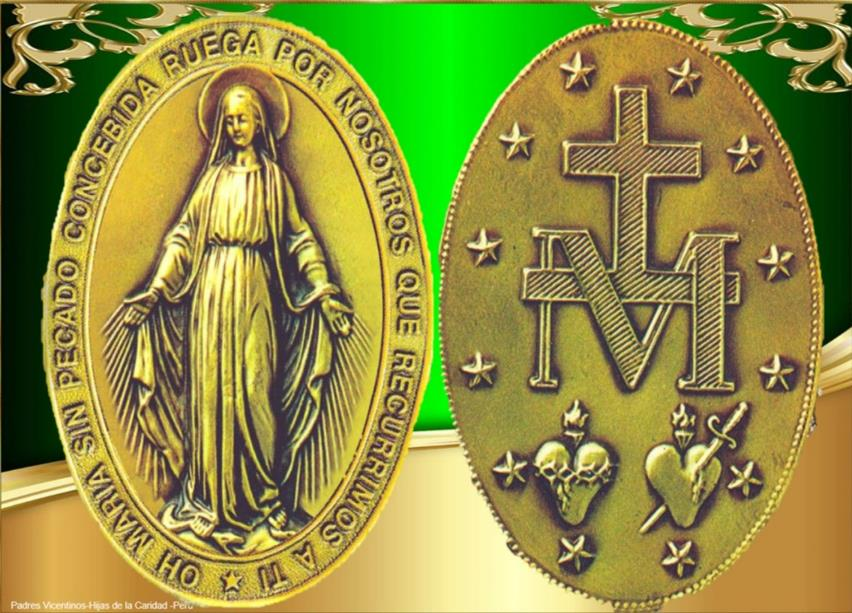 OH MARIA SIN PECADO CONCEBIDA RUEGA POR NOSOTROS QUE RECURRIMOS A TI
M
Padres Vicentinos-Hijas de la Caridad -Perú